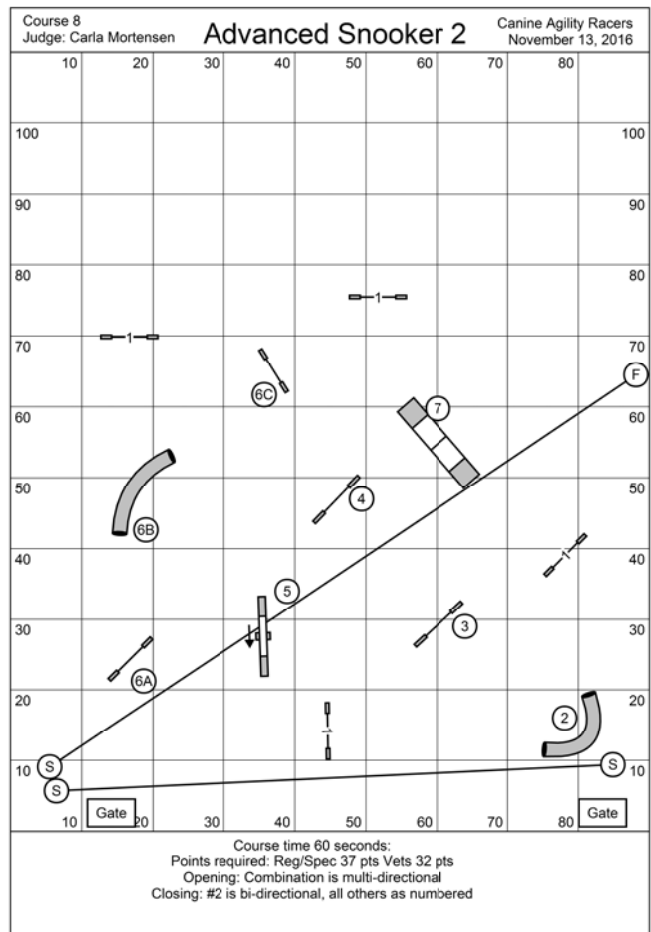 Course 8
Judge: Carla Mortensen
Advanced Snooker 2
Canine Agility Racers
November 13, 2016
10 20 30 40 50 60 70 80
100 100
90 90
80 80
1
1
70 70
6C
F
60 7 60
50 4 50
6B
40 1 40
5
30 3 30
6A
20 20
2
1
10 S S 10
S
Gate Gate
10 20 30 40 50 60 70 80
Course time 60 seconds:
Points required: Reg/Spec 37 pts Vets 32 pts
Opening: Combination is multi-directional
Closing: #2 is bi-directional, all others as numbered